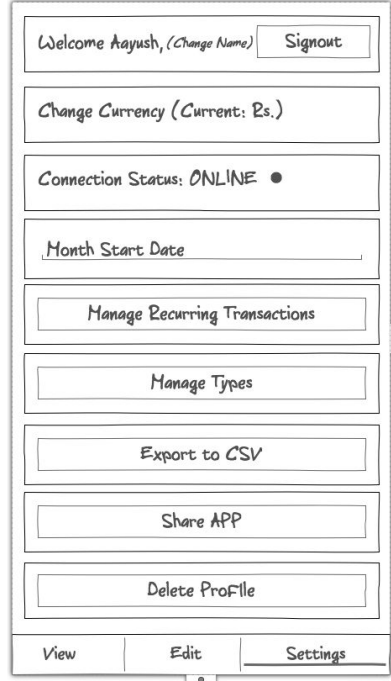 Welcome Aayush, (Change Name) Signout
Change Currency (Current: Rs.)
Connection Status: ONLINE
Month Start Date
Manage Recurring Transactions
Manage Types
Export to CSV
Share APP
Delete Profile
View Edit Settings